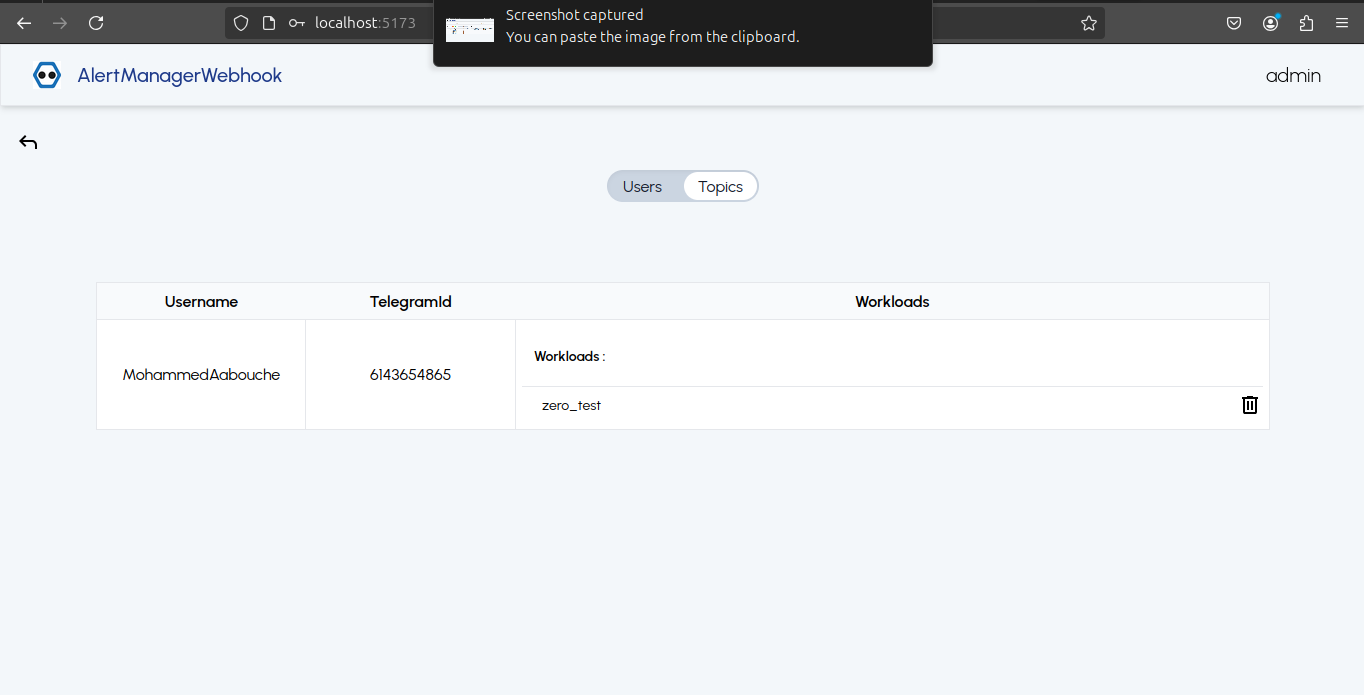 Screenshot captured
You can paste the image from the clipboard.
localhost:5173
AlertManagerWebhook
admin
Users Topics
Username TelegramId Workloads
Workloads :
MohammedAabouche 6143654865
zero_test